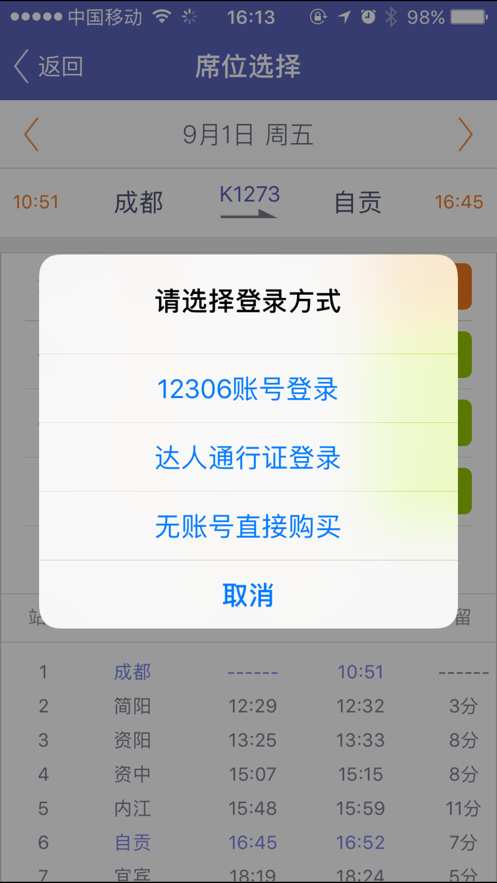 中国移动 16:13 98%
返回 席位选择
9月1日 周五
10:51 成都 K1273 自贡 16:45
请选择登录方式
12306账号登录
达人通行证登录
无账号直接购买
取消
站 留
1 成都 ------ 10:51 ------
2 简阳 12:29 12:32 3分
3 资阳 13:25 13:33 8分
4 资中 15:07 15:15 8分
5 内江 15:48 15:59 11分
6 自贡 16:45 16:52 7分
7 宜宾 18:19 18:24 5分